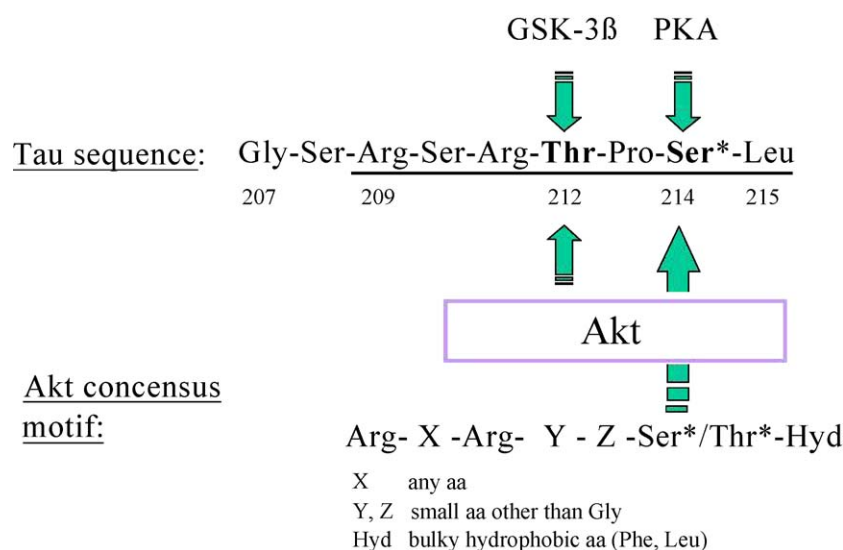 GSK-3ß PKA
Tau sequence: Gly-Ser-Arg-Ser-Arg-Thr-Pro-Ser*-Leu
207 209 212 214 215
Akt
Akt concensus
motif:
Arg- X -Arg- Y - Z -Ser*/Thr*-Hyd
X any aa
Y, Z small aa other than Gly
Hyd bulky hydrophobic aa (Phe, Leu)